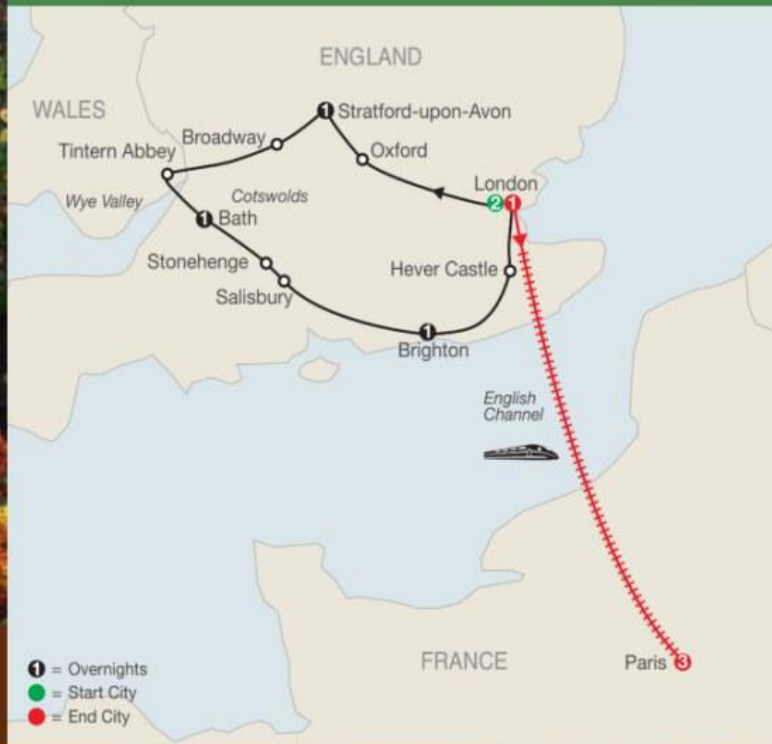 ENGLAND
WALES
1 Stratford-upon-Avon
Broadway
Tintern Abbey
Oxford
London
2 1
Wye Valley
Cotswolds
1 Bath
Stonehenge
Hever Castle
Salisbury
1
Brighton
English
Channel
FRANCE
Paris 3
1 = Overnights
= Start City
= End City